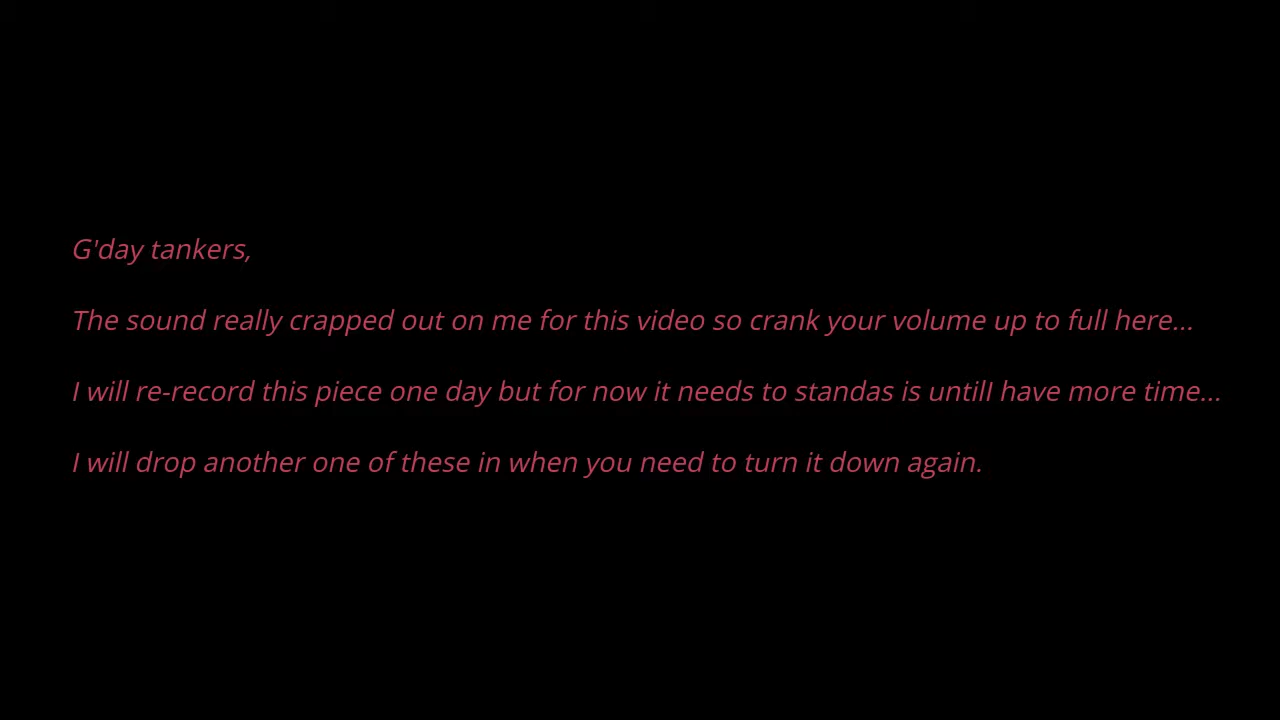 G'day tankers,
The sound really crapped out on me for this video so crank your volume up to full here...
I will re-record this piece one day but for now it needs to standas is untilI have more time...
I will drop another one of these in when you need to turn it down again.